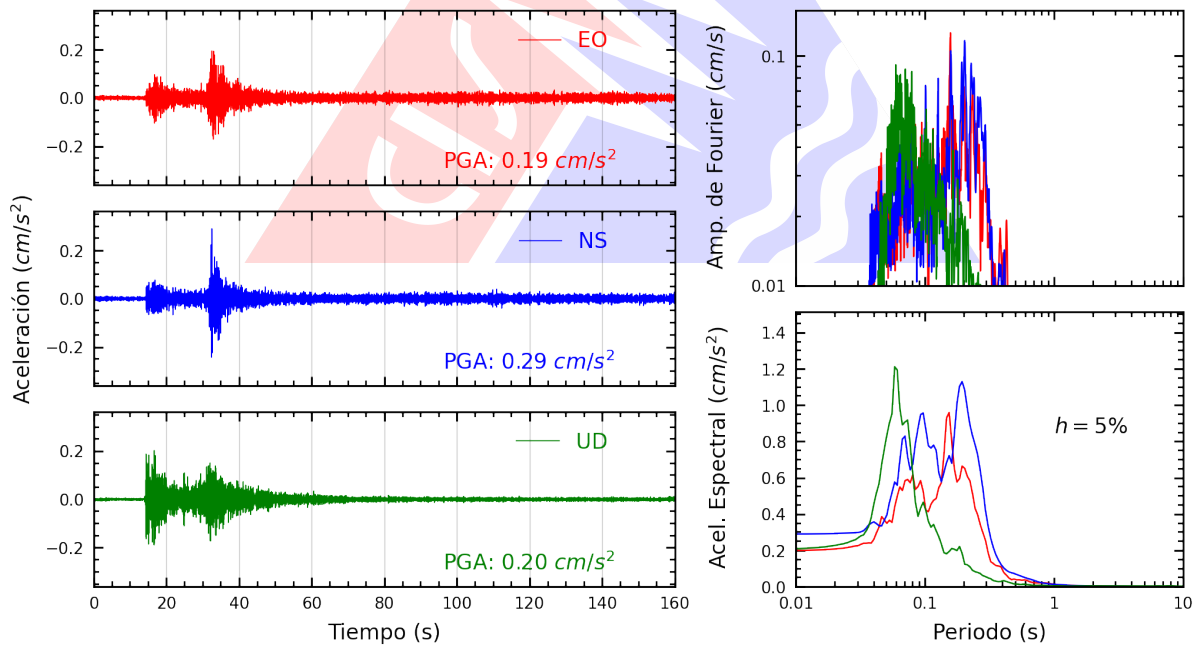 Aceleración (cm/s²)
0.2
0.0
−0.2
EO
PGA: 0.19 cm/s²
0.2
0.0
−0.2
NS
PGA: 0.29 cm/s²
0.2
0.0
−0.2
UD
PGA: 0.20 cm/s²
0 20 40 60 80 100 120 140 160
Tiempo (s)
Amp. de Fourier (cm/s)
0.1
0.01
Acel. Espectral (cm/s²)
1.4
1.2
1.0
0.8
0.6
0.4
0.2
0.0
h = 5%
0.01 0.1 1 10
Periodo (s)